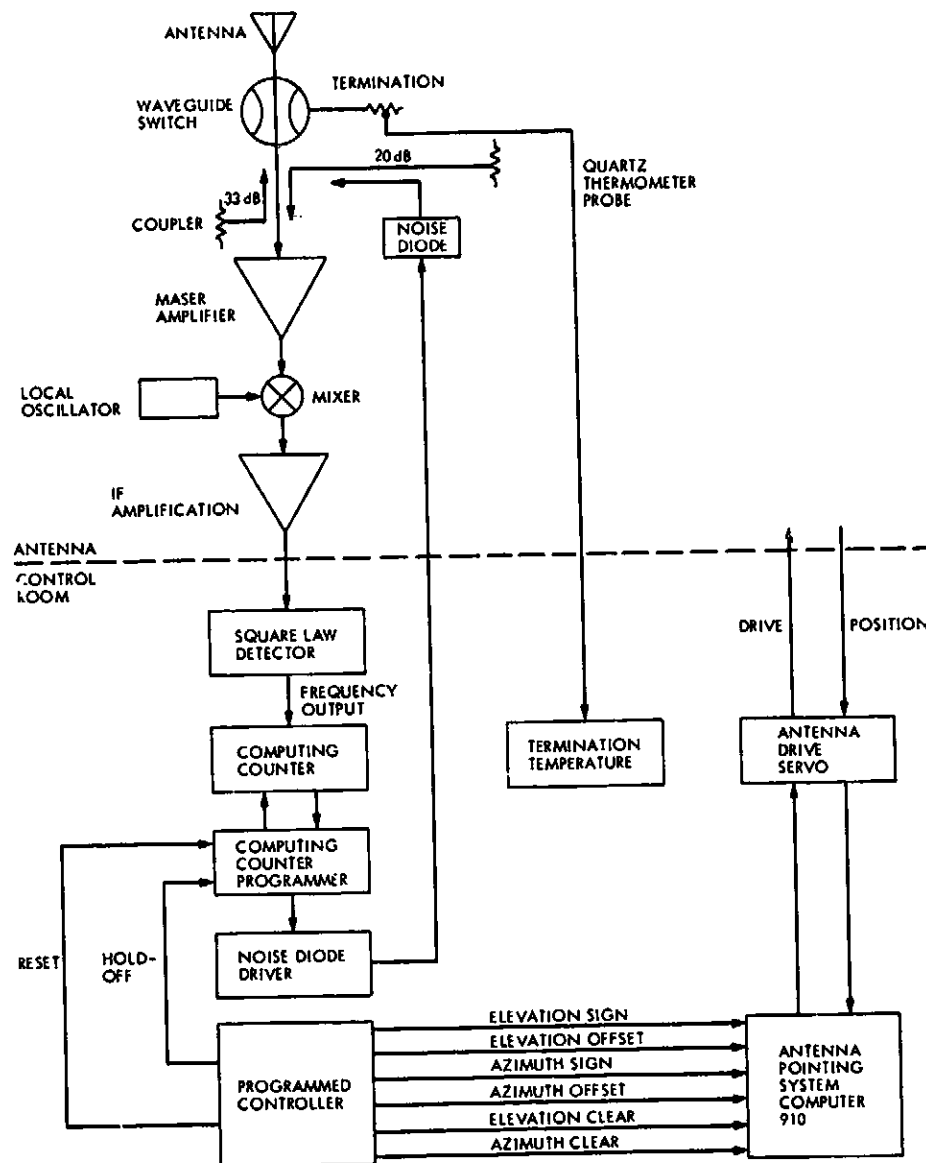 ANTENNA
TERMINATION
WAVEGUIDE
SWITCH
20 dB
QUARTZ
THERMOMETER
PROBE
33 dB
COUPLER
NOISE
DIODE
MASER
AMPLIFIER
LOCAL
OSCILLATOR
MIXER
IF
AMPLIFICATION
ANTENNA
CONTROL
ROOM
SQUARE LAW
DETECTOR
DRIVE
POSITION
FREQUENCY
OUTPUT
COMPUTING
COUNTER
TERMINATION
TEMPERATURE
ANTENNA
DRIVE
SERVO
COMPUTING
COUNTER
PROGRAMMER
RESET
HOLD-
OFF
NOISE DIODE
DRIVER
PROGRAMMED
CONTROLLER
ELEVATION SIGN
ELEVATION OFFSET
AZIMUTH SIGN
AZIMUTH OFFSET
ELEVATION CLEAR
AZIMUTH CLEAR
ANTENNA
POINTING
SYSTEM
COMPUTER
910